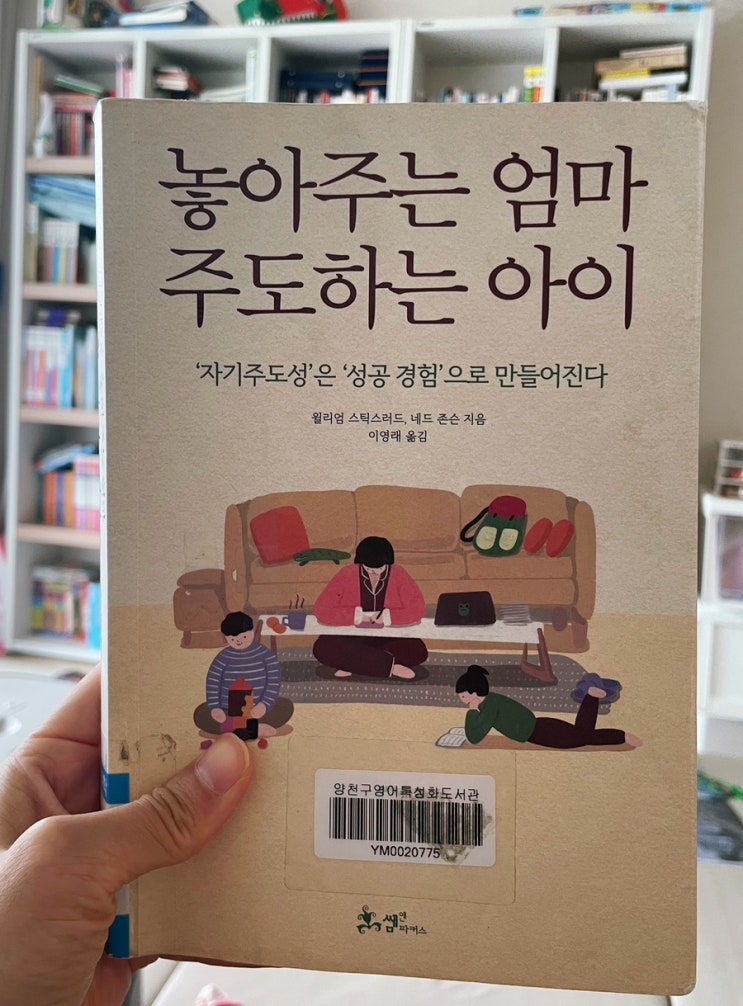 놓아주는 엄마
주도하는 아이
‘자기주도성’은 ‘성공 경험’으로 만들어진다
윌리엄 스틱스러드, 네드 존슨 지음
이영래 옮김
양천구영어특성화도서관
YM0020775
쌤앤파커스